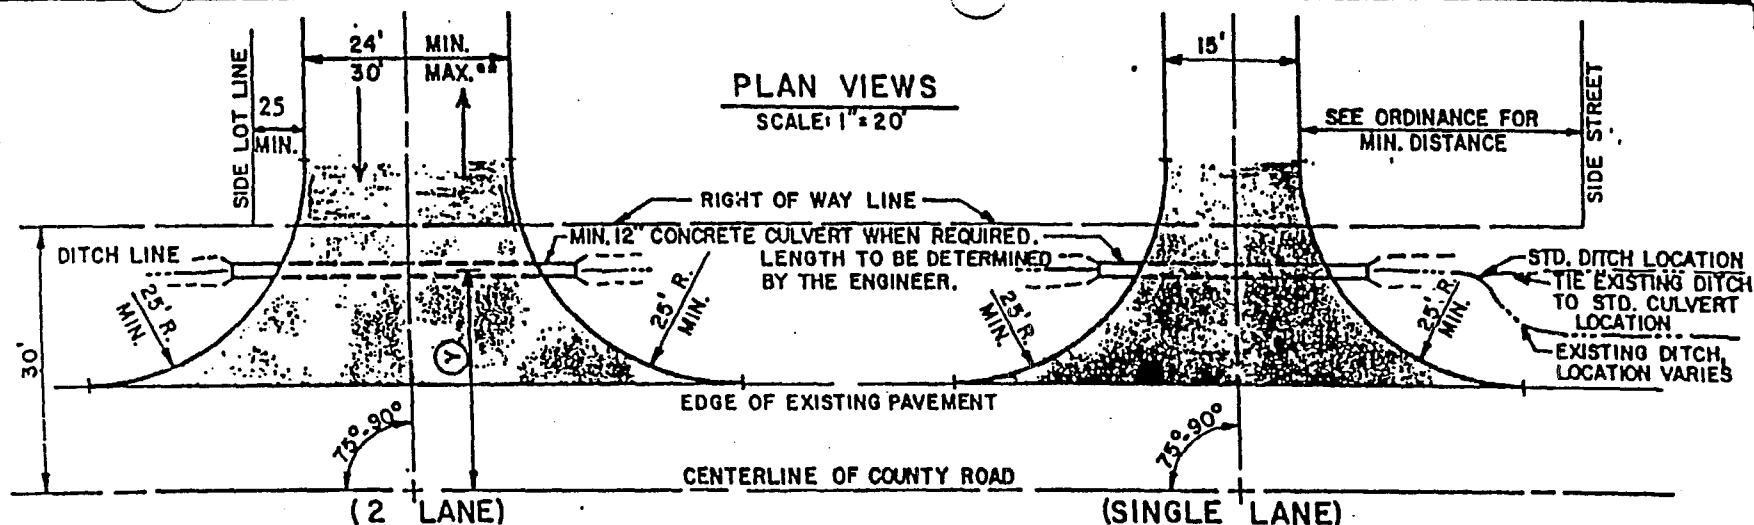 24' MIN.
30' MAX.**
15'
PLAN VIEWS
SCALE: 1"=20'
SIDE LOT LINE
25
MIN.
SEE ORDINANCE FOR
MIN. DISTANCE
SIDE STREET
RIGHT OF WAY LINE
DITCH LINE
MIN. 12" CONCRETE CULVERT WHEN REQUIRED.
LENGTH TO BE DETERMINED
BY THE ENGINEER.
STD. DITCH LOCATION
TIE EXISTING DITCH
TO STD. CULVERT
LOCATION
EXISTING DITCH,
LOCATION VARIES
25' R.
MIN.
25' R.
MIN.
25' R.
MIN.
25' R.
MIN.
30'
Y
EDGE OF EXISTING PAVEMENT
75°-90°
75°-90°
CENTERLINE OF COUNTY ROAD
(2 LANE)
(SINGLE LANE)